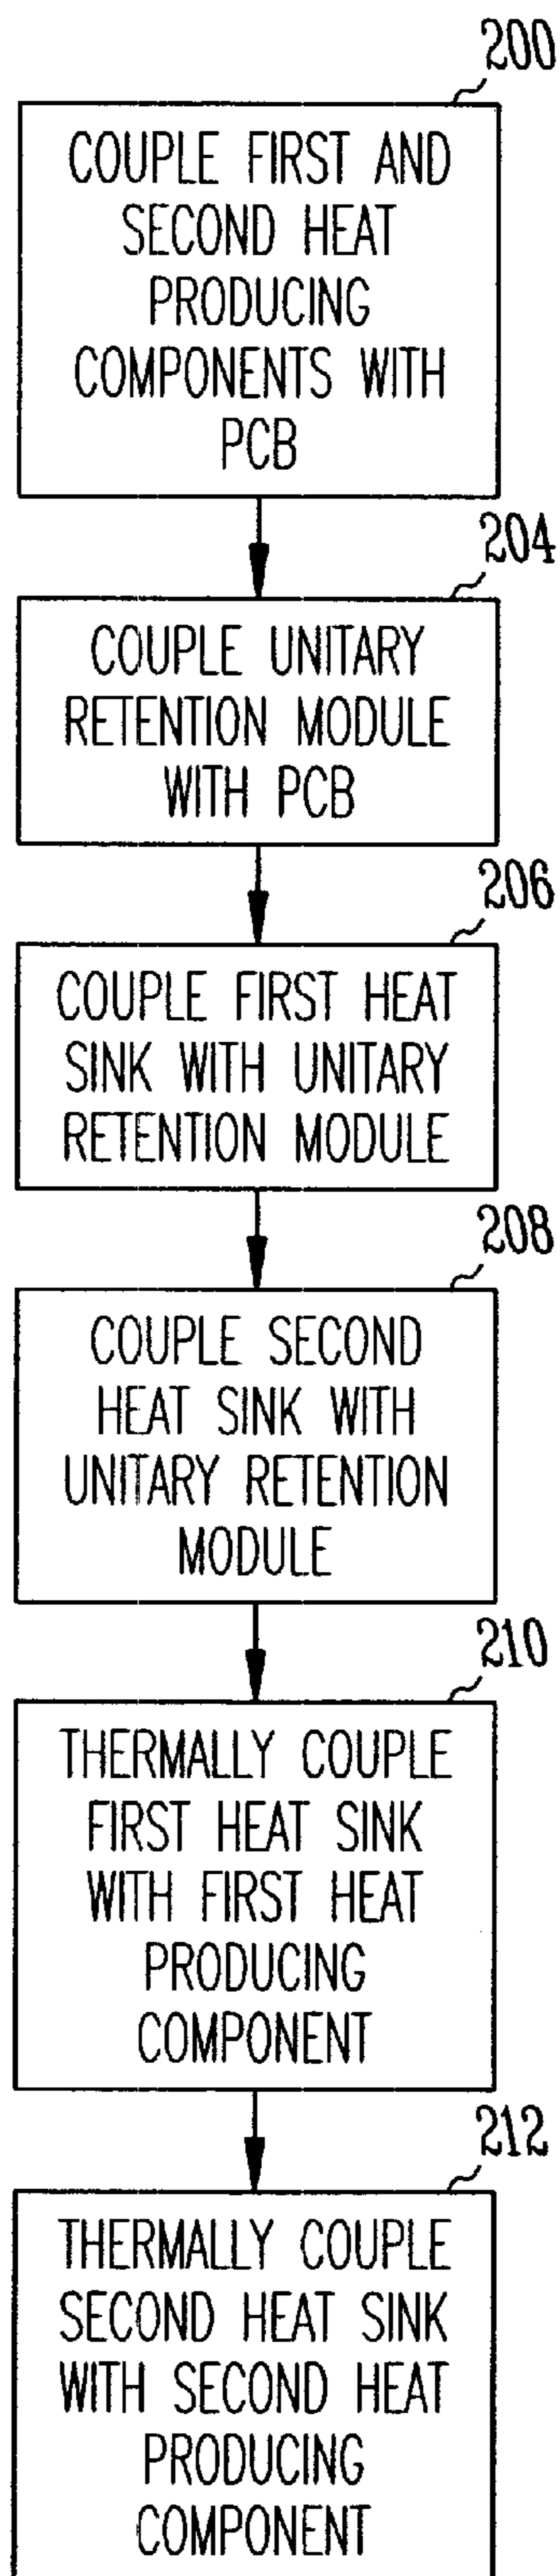 200
COUPLE FIRST AND
SECOND HEAT
PRODUCING
COMPONENTS WITH
PCB
204
COUPLE UNITARY
RETENTION MODULE
WITH PCB
206
COUPLE FIRST HEAT
SINK WITH UNITARY
RETENTION MODULE
208
COUPLE SECOND
HEAT SINK WITH
UNITARY RETENTION
MODULE
210
THERMALLY COUPLE
FIRST HEAT SINK
WITH FIRST HEAT
PRODUCING
COMPONENT
212
THERMALLY COUPLE
SECOND HEAT SINK
WITH SECOND HEAT
PRODUCING
COMPONENT